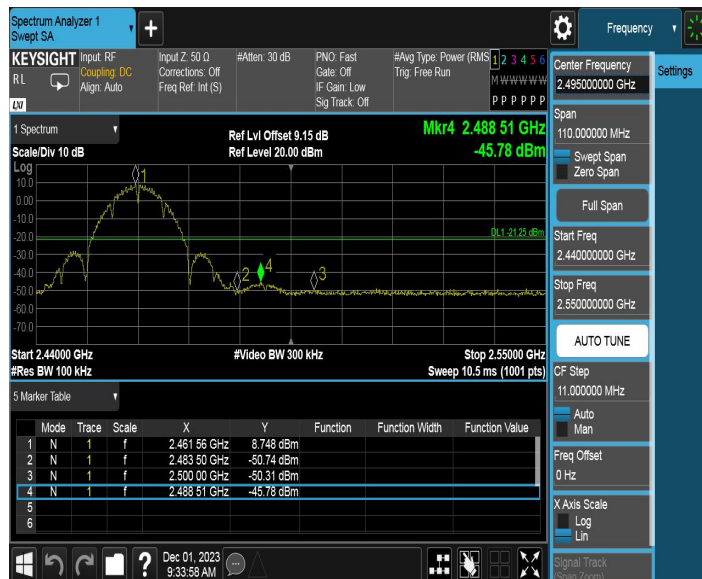 Spectrum Analyzer 1
Swept SA
Frequency
KEYSIGHT
RL
LXI
Input: RF
Coupling: DC
Align: Auto
Input Z: 50 Ω
Corrections: Off
Freq Ref: Int (S)
#Atten: 30 dB
PNO: Fast
Gate: Off
IF Gain: Low
Sig Track: Off
#Avg Type: Power (RMS
Trig: Free Run
1 2 3 4 5 6
M W W W W W
P P P P P P
1 Spectrum
Scale/Div 10 dB
Ref Lvl Offset 9.15 dB
Ref Level 20.00 dBm
Mkr4 2.488 51 GHz
-45.78 dBm
Log
10.0
0.00
-10.0
-20.0
-30.0
-40.0
-50.0
-60.0
-70.0
1
2
4
3
DL1 -21.25 dBm
Start 2.44000 GHz
#Res BW 100 kHz
#Video BW 300 kHz
Stop 2.55000 GHz
Sweep 10.5 ms (1001 pts)
5 Marker Table
Mode Trace Scale X Y Function Function Width Function Value
1 N 1 f 2.461 56 GHz 8.748 dBm
2 N 1 f 2.483 50 GHz -50.74 dBm
3 N 1 f 2.500 00 GHz -50.31 dBm
4 N 1 f 2.488 51 GHz -45.78 dBm
5
6
?
Dec 01, 2023
9:33:58 AM
Center Frequency
2.495000000 GHz
Span
110.000000 MHz
Swept Span
Zero Span
Full Span
Start Freq
2.440000000 GHz
Stop Freq
2.550000000 GHz
AUTO TUNE
CF Step
11.000000 MHz
Auto
Man
Freq Offset
0 Hz
X Axis Scale
Log
Lin
Signal Track
(Span Zoom)
Settings